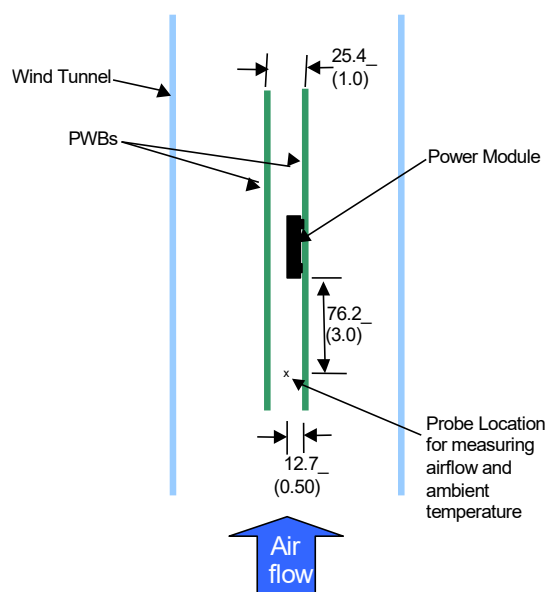 25.4_
(1.0)
Wind Tunnel
PWBs
Power Module
76.2_
(3.0)
x
Probe Location
for measuring
airflow and
ambient
temperature
12.7_
(0.50)
Air
flow